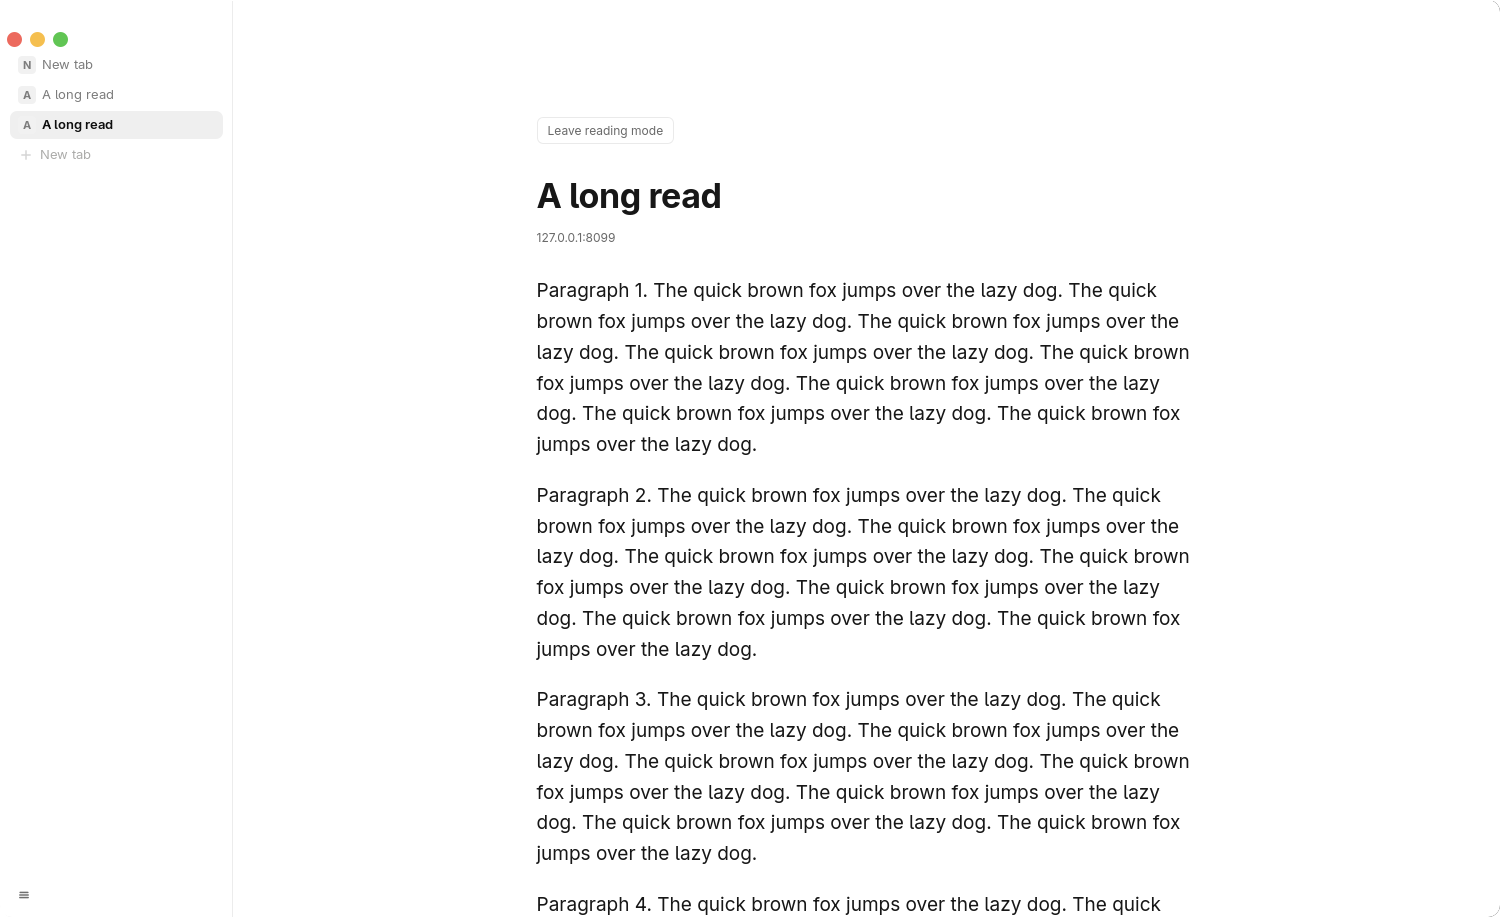 N New tab
A A long read
A A long read
+ New tab
Leave reading mode
A long read
127.0.0.1:8099
Paragraph 1. The quick brown fox jumps over the lazy dog. The quick
brown fox jumps over the lazy dog. The quick brown fox jumps over the
lazy dog. The quick brown fox jumps over the lazy dog. The quick brown
fox jumps over the lazy dog. The quick brown fox jumps over the lazy
dog. The quick brown fox jumps over the lazy dog. The quick brown fox
jumps over the lazy dog.
Paragraph 2. The quick brown fox jumps over the lazy dog. The quick
brown fox jumps over the lazy dog. The quick brown fox jumps over the
lazy dog. The quick brown fox jumps over the lazy dog. The quick brown
fox jumps over the lazy dog. The quick brown fox jumps over the lazy
dog. The quick brown fox jumps over the lazy dog. The quick brown fox
jumps over the lazy dog.
Paragraph 3. The quick brown fox jumps over the lazy dog. The quick
brown fox jumps over the lazy dog. The quick brown fox jumps over the
lazy dog. The quick brown fox jumps over the lazy dog. The quick brown
fox jumps over the lazy dog. The quick brown fox jumps over the lazy
dog. The quick brown fox jumps over the lazy dog. The quick brown fox
jumps over the lazy dog.
Paragraph 4. The quick brown fox jumps over the lazy dog. The quick